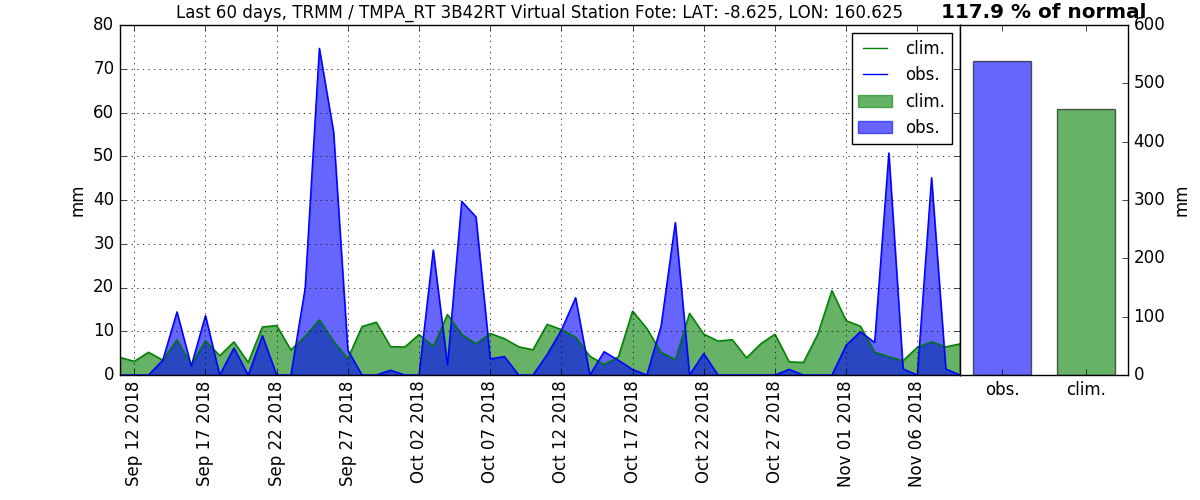 Last 60 days, TRMM / TMPA_RT 3B42RT Virtual Station Fote: LAT: -8.625, LON: 160.625
117.9 % of normal
80
70
60
50
40
30
20
10
0
mm
clim.
obs.
clim.
obs.
Sep 12 2018
Sep 17 2018
Sep 22 2018
Sep 27 2018
Oct 02 2018
Oct 07 2018
Oct 12 2018
Oct 17 2018
Oct 22 2018
Oct 27 2018
Nov 01 2018
Nov 06 2018
600
500
400
300
200
100
0
mm
obs.
clim.